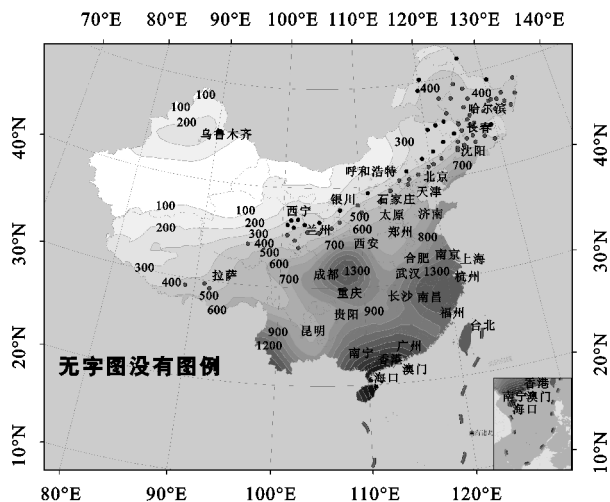 70°E 80°E 90°E 100°E 110°E 120°E 130°E 140°E
100
400
400
100
哈尔滨
200
乌鲁木齐
长春
40°N
40°N
300
沈阳
呼和浩特
700
北京
银川
石家庄
天津
100
100
西宁
500
太原
济南
200
200
兰州
600
郑州
300
30°N
30°N
400
700
西安
800
500
合肥
南京
上海
300
600
拉萨
成都
1300
武汉
1300
杭州
400
700
500
重庆
长沙
南昌
600
贵阳
900
福州
900
昆明
台北
20°N
20°N
1200
广州
南宁
香港
无字图没有图例
澳门
海口
香港
南宁澳门
海口
10°N
10°N
80°E 90°E 100°E 110°E 120°E